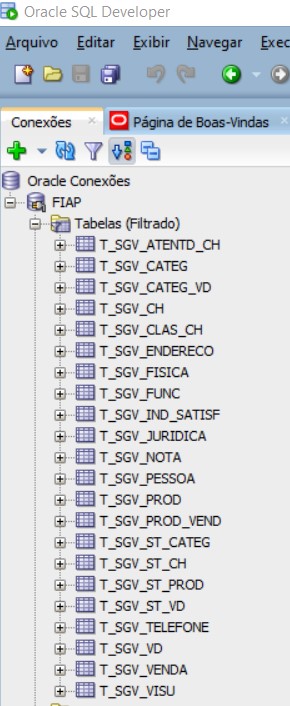 Oracle SQL Developer
Arquivo Editar Exibir Navegar Exec
Conexões Página de Boas-Vindas
Oracle Conexões
FIAP
Tabelas (Filtrado)
T_SGV_ATENTD_CH
T_SGV_CATEG
T_SGV_CATEG_VD
T_SGV_CH
T_SGV_CLAS_CH
T_SGV_ENDERECO
T_SGV_FISICA
T_SGV_FUNC
T_SGV_IND_SATISF
T_SGV_JURIDICA
T_SGV_NOTA
T_SGV_PESSOA
T_SGV_PROD
T_SGV_PROD_VEND
T_SGV_ST_CATEG
T_SGV_ST_CH
T_SGV_ST_PROD
T_SGV_ST_VD
T_SGV_TELEFONE
T_SGV_VD
T_SGV_VENDA
T_SGV_VISU